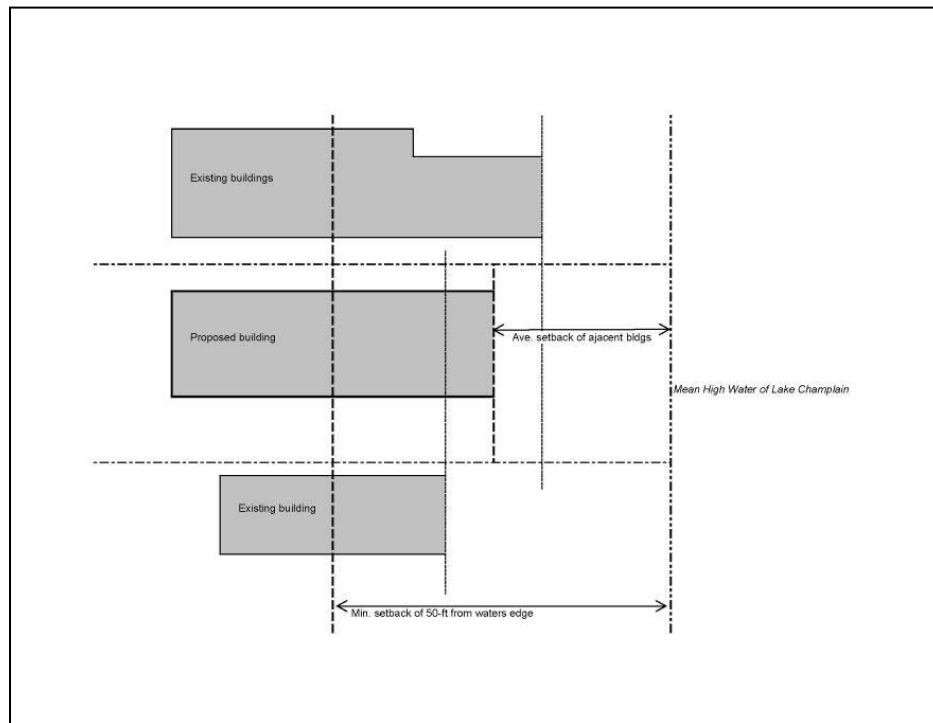 Existing buildings
Proposed building
Ave. setback of ajacent bldgs
Mean High Water of Lake Champlain
Existing building
Min. setback of 50-ft from waters edge